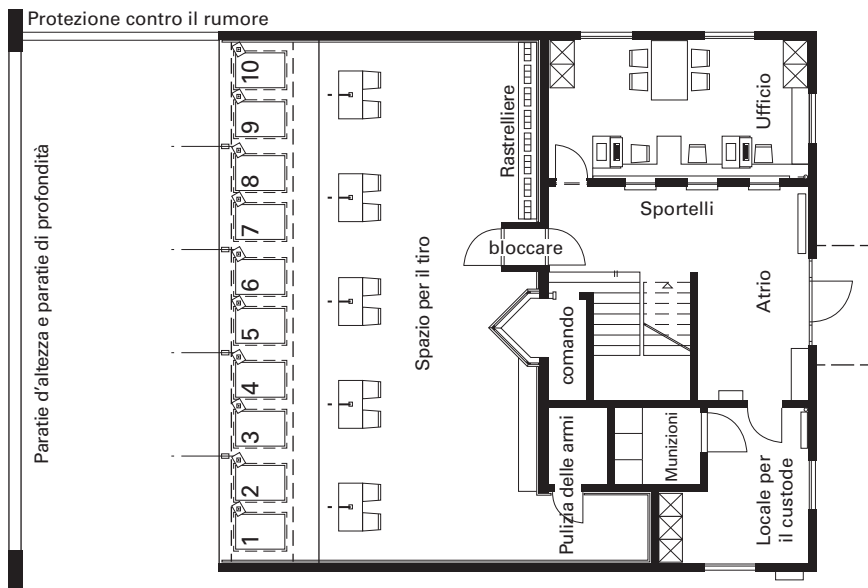 Protezione contro il rumore
Paratie d'altezza e paratie di profondità
10
9
8
7
6
5
4
3
2
1
Spazio per il tiro
Rastrelliere
Ufficio
Sportelli
bloccare
Atrio
comando
Pulizia delle armi
Munizioni
Locale per
il custode